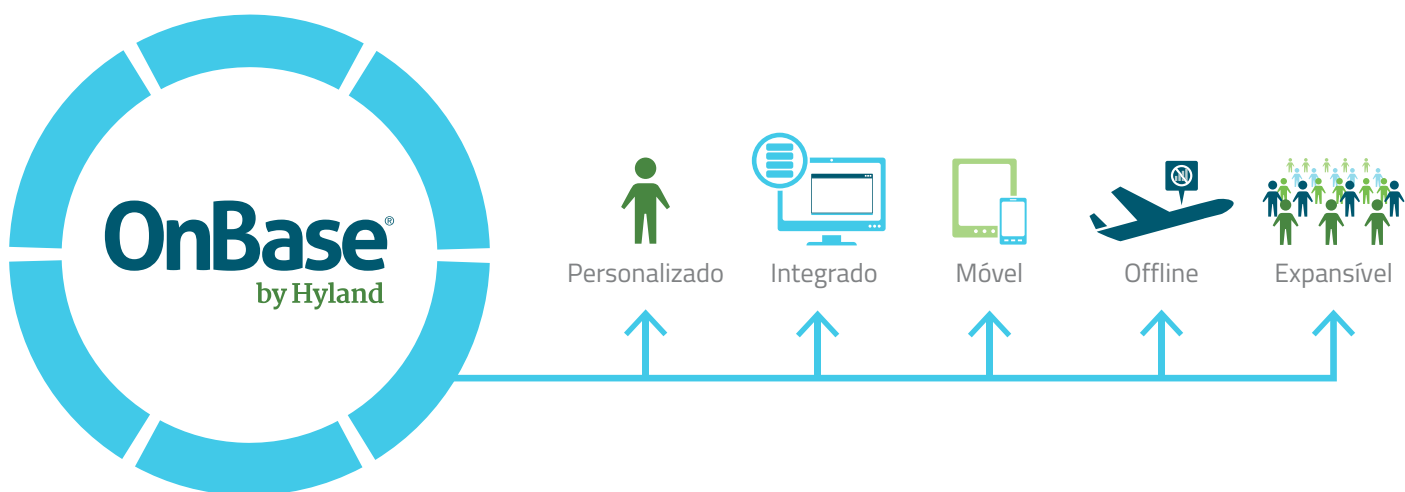 OnBase®
by Hyland
Personalizado
Integrado
Móvel
Offline
Expansível